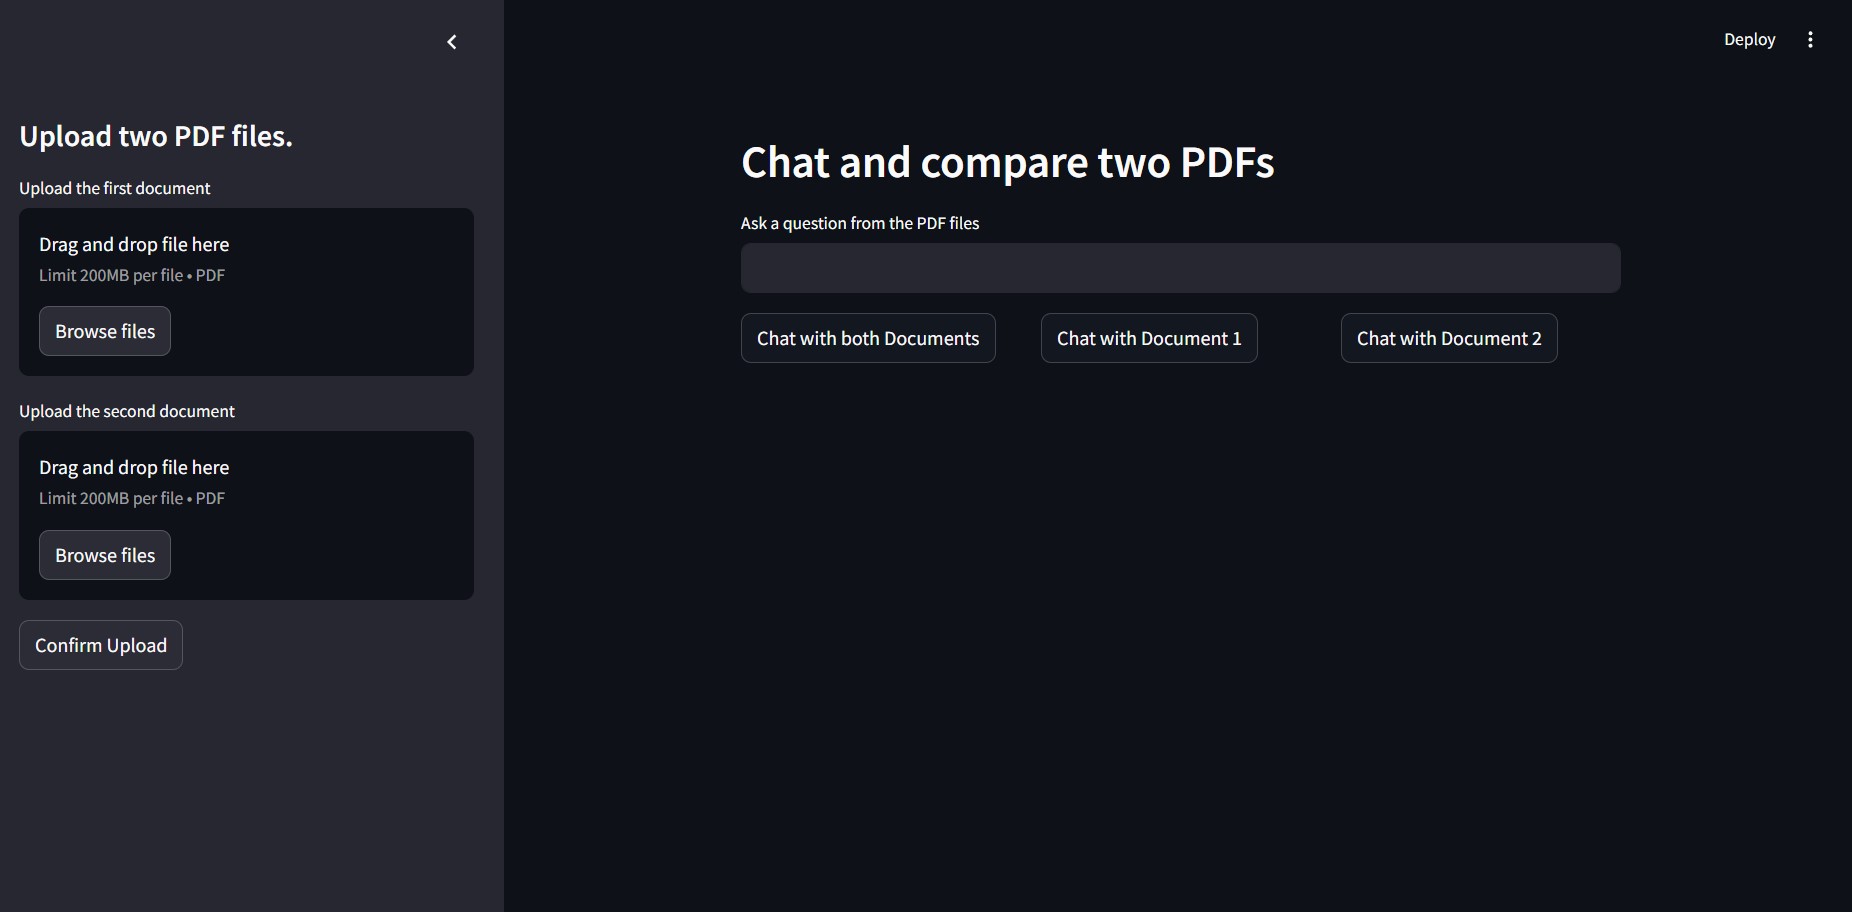 Upload two PDF files.
Upload the first document
Drag and drop file here
Limit 200MB per file • PDF
Browse files
Upload the second document
Drag and drop file here
Limit 200MB per file • PDF
Browse files
Confirm Upload
Deploy
Chat and compare two PDFs
Ask a question from the PDF files
Chat with both Documents
Chat with Document 1
Chat with Document 2